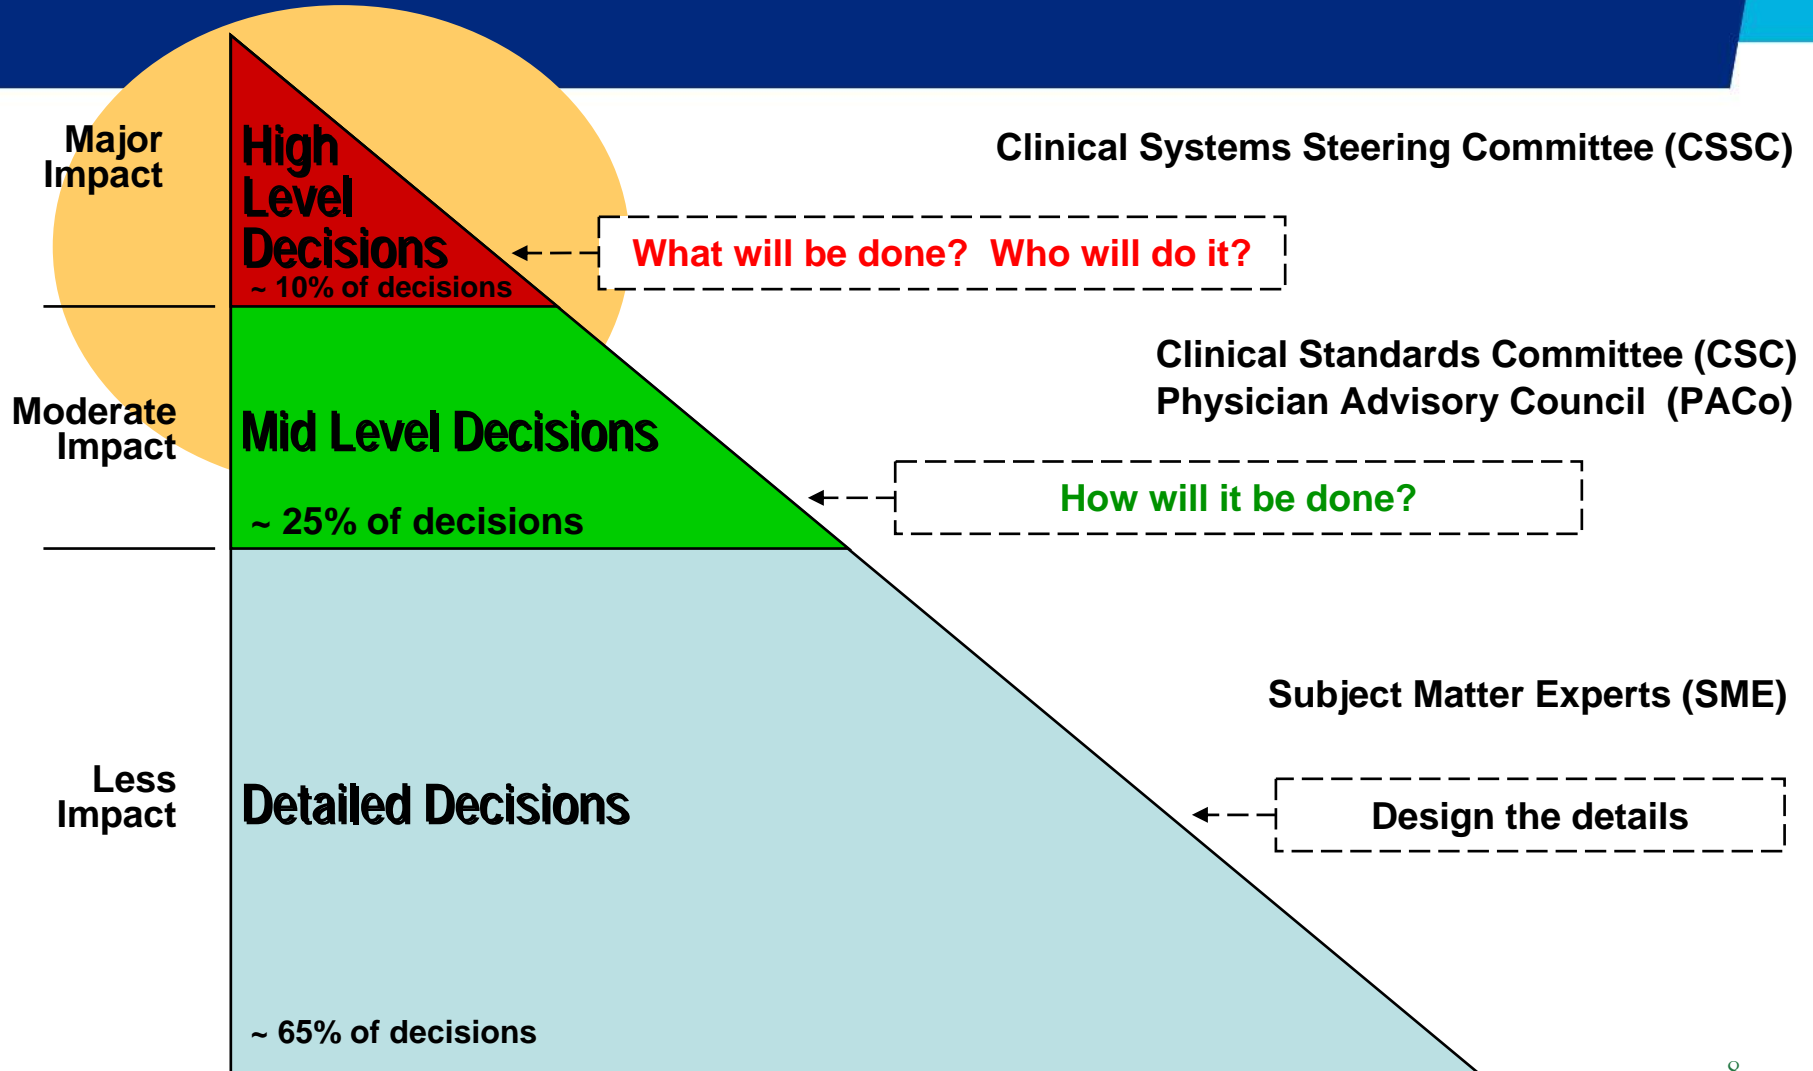 Major
Impact
High
Level
Decisions
~ 10% of decisions
Clinical Systems Steering Committee (CSSC)
What will be done?  Who will do it?
Clinical Standards Committee (CSC)
Physician Advisory Council  (PACo)
Moderate
Impact
Mid Level Decisions
~ 25% of decisions
How will it be done?
Subject Matter Experts (SME)
Less
Impact
Detailed Decisions
Design the details
~ 65% of decisions
8